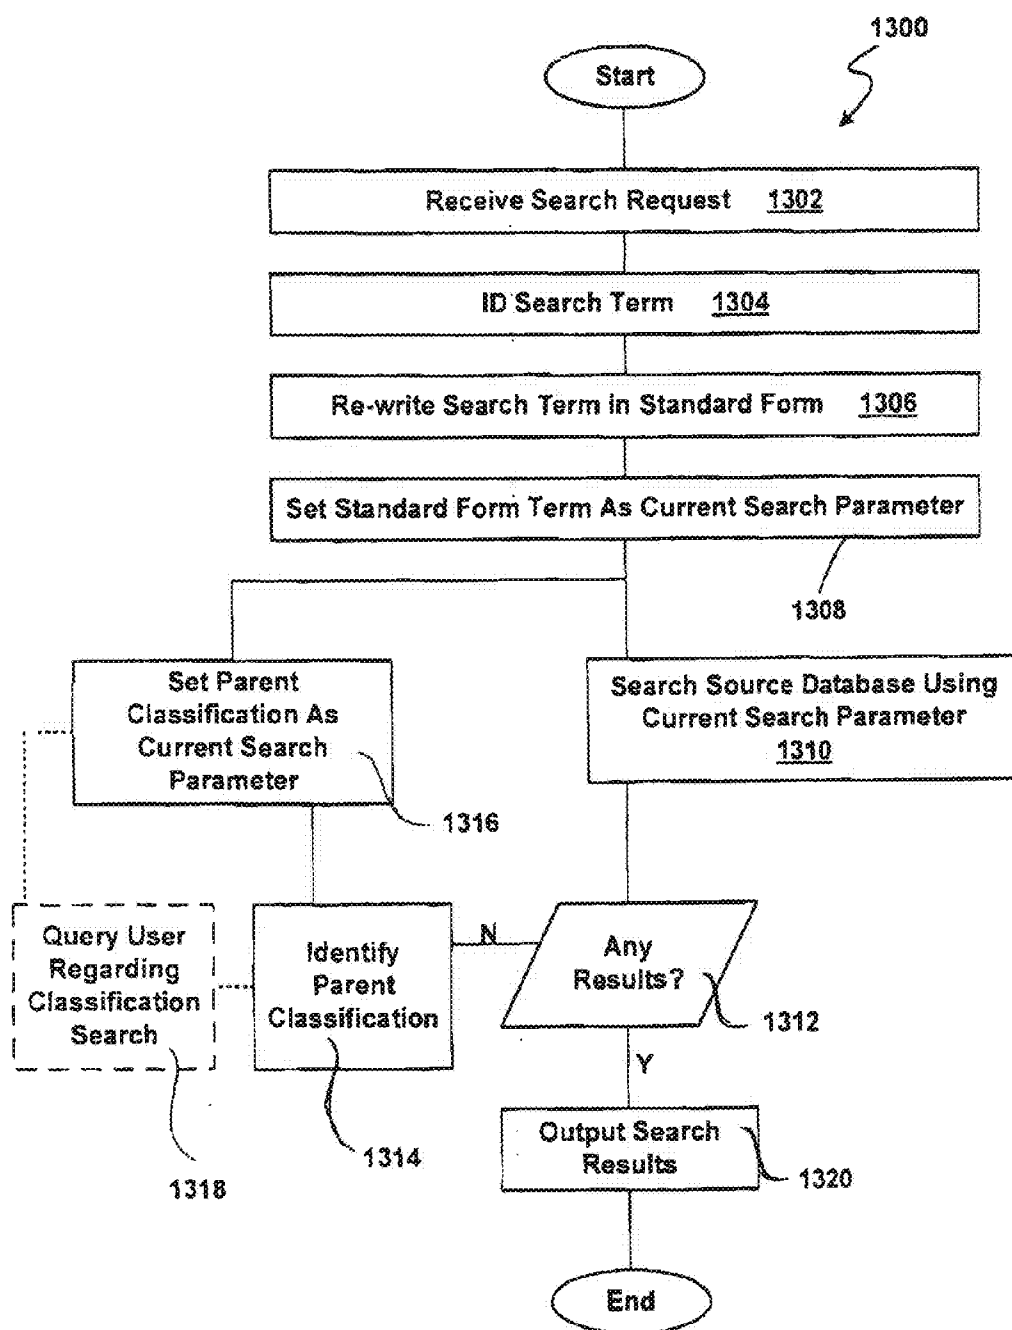 1300
Start
Receive Search Request 1302
ID Search Term 1304
Re-write Search Term in Standard Form 1306
Set Standard Form Term As Current Search Parameter
1308
Set Parent
Classification As
Current Search
Parameter
1316
Search Source Database Using
Current Search Parameter
1310
Query User
Regarding
Classification
Search
1318
Identify
Parent
Classification
1314
N
Any
Results?
1312
Y
Output Search
Results
1320
End